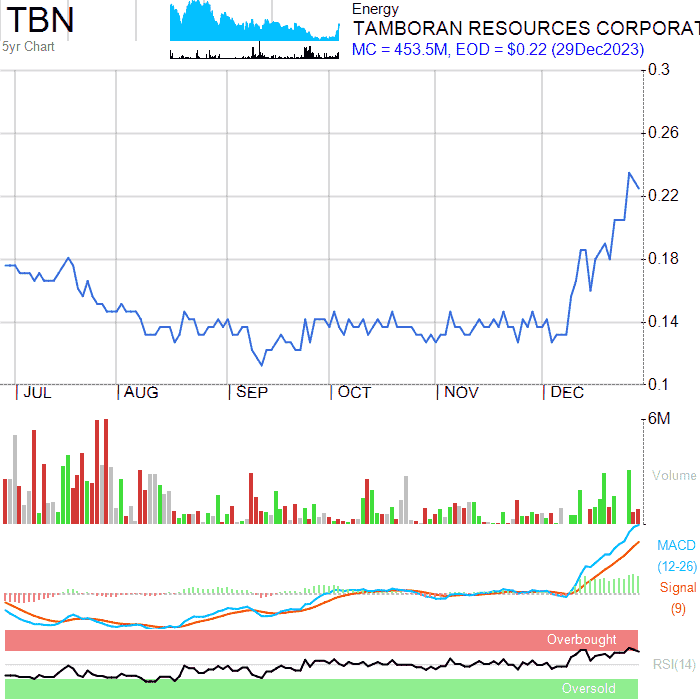 TBN
5yr Chart
Energy
TAMBORAN RESOURCES CORPORAT
MC = 453.5M, EOD = $0.22 (29Dec2023)
0.3
0.26
0.22
0.18
0.14
0.1
JUL AUG SEP OCT NOV DEC
6M
Volume
MACD
(12-26)
Signal
(9)
Overbought
RSI(14)
Oversold